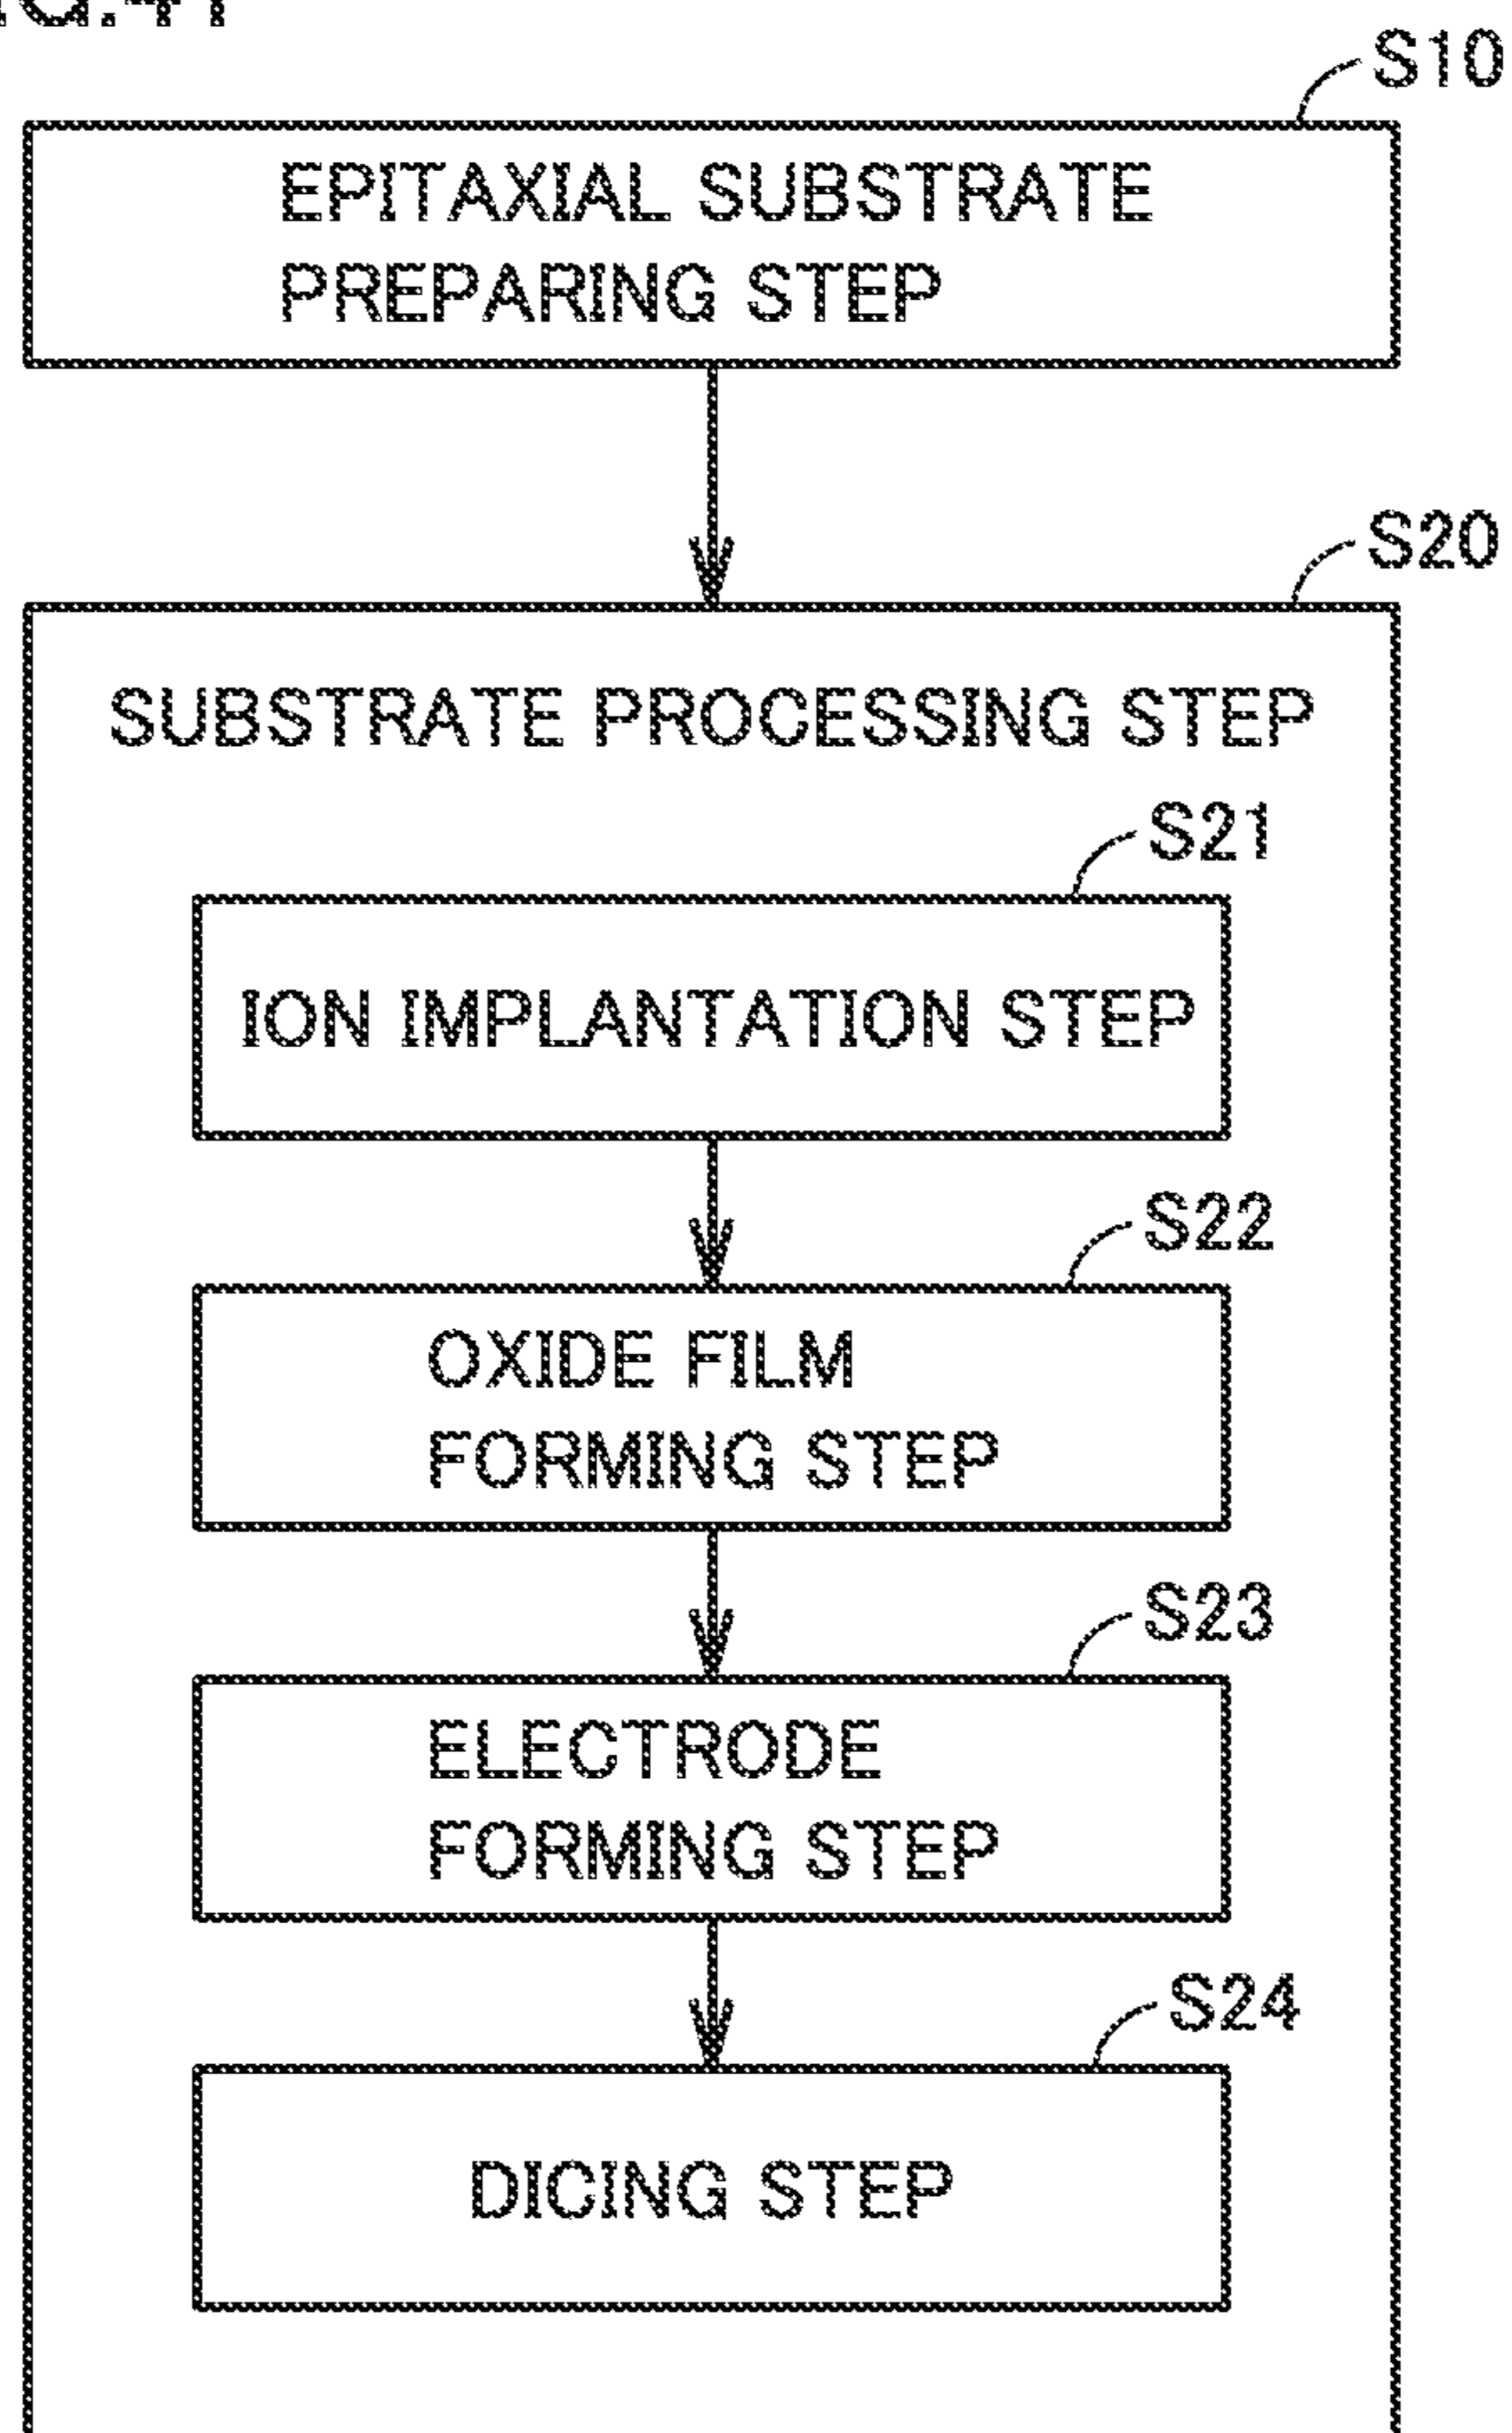 S10
EPITAXIAL SUBSTRATE
PREPARING STEP
S20
SUBSTRATE PROCESSING STEP
S21
ION IMPLANTATION STEP
S22
OXIDE FILM
FORMING STEP
S23
ELECTRODE
FORMING STEP
S24
DICING STEP